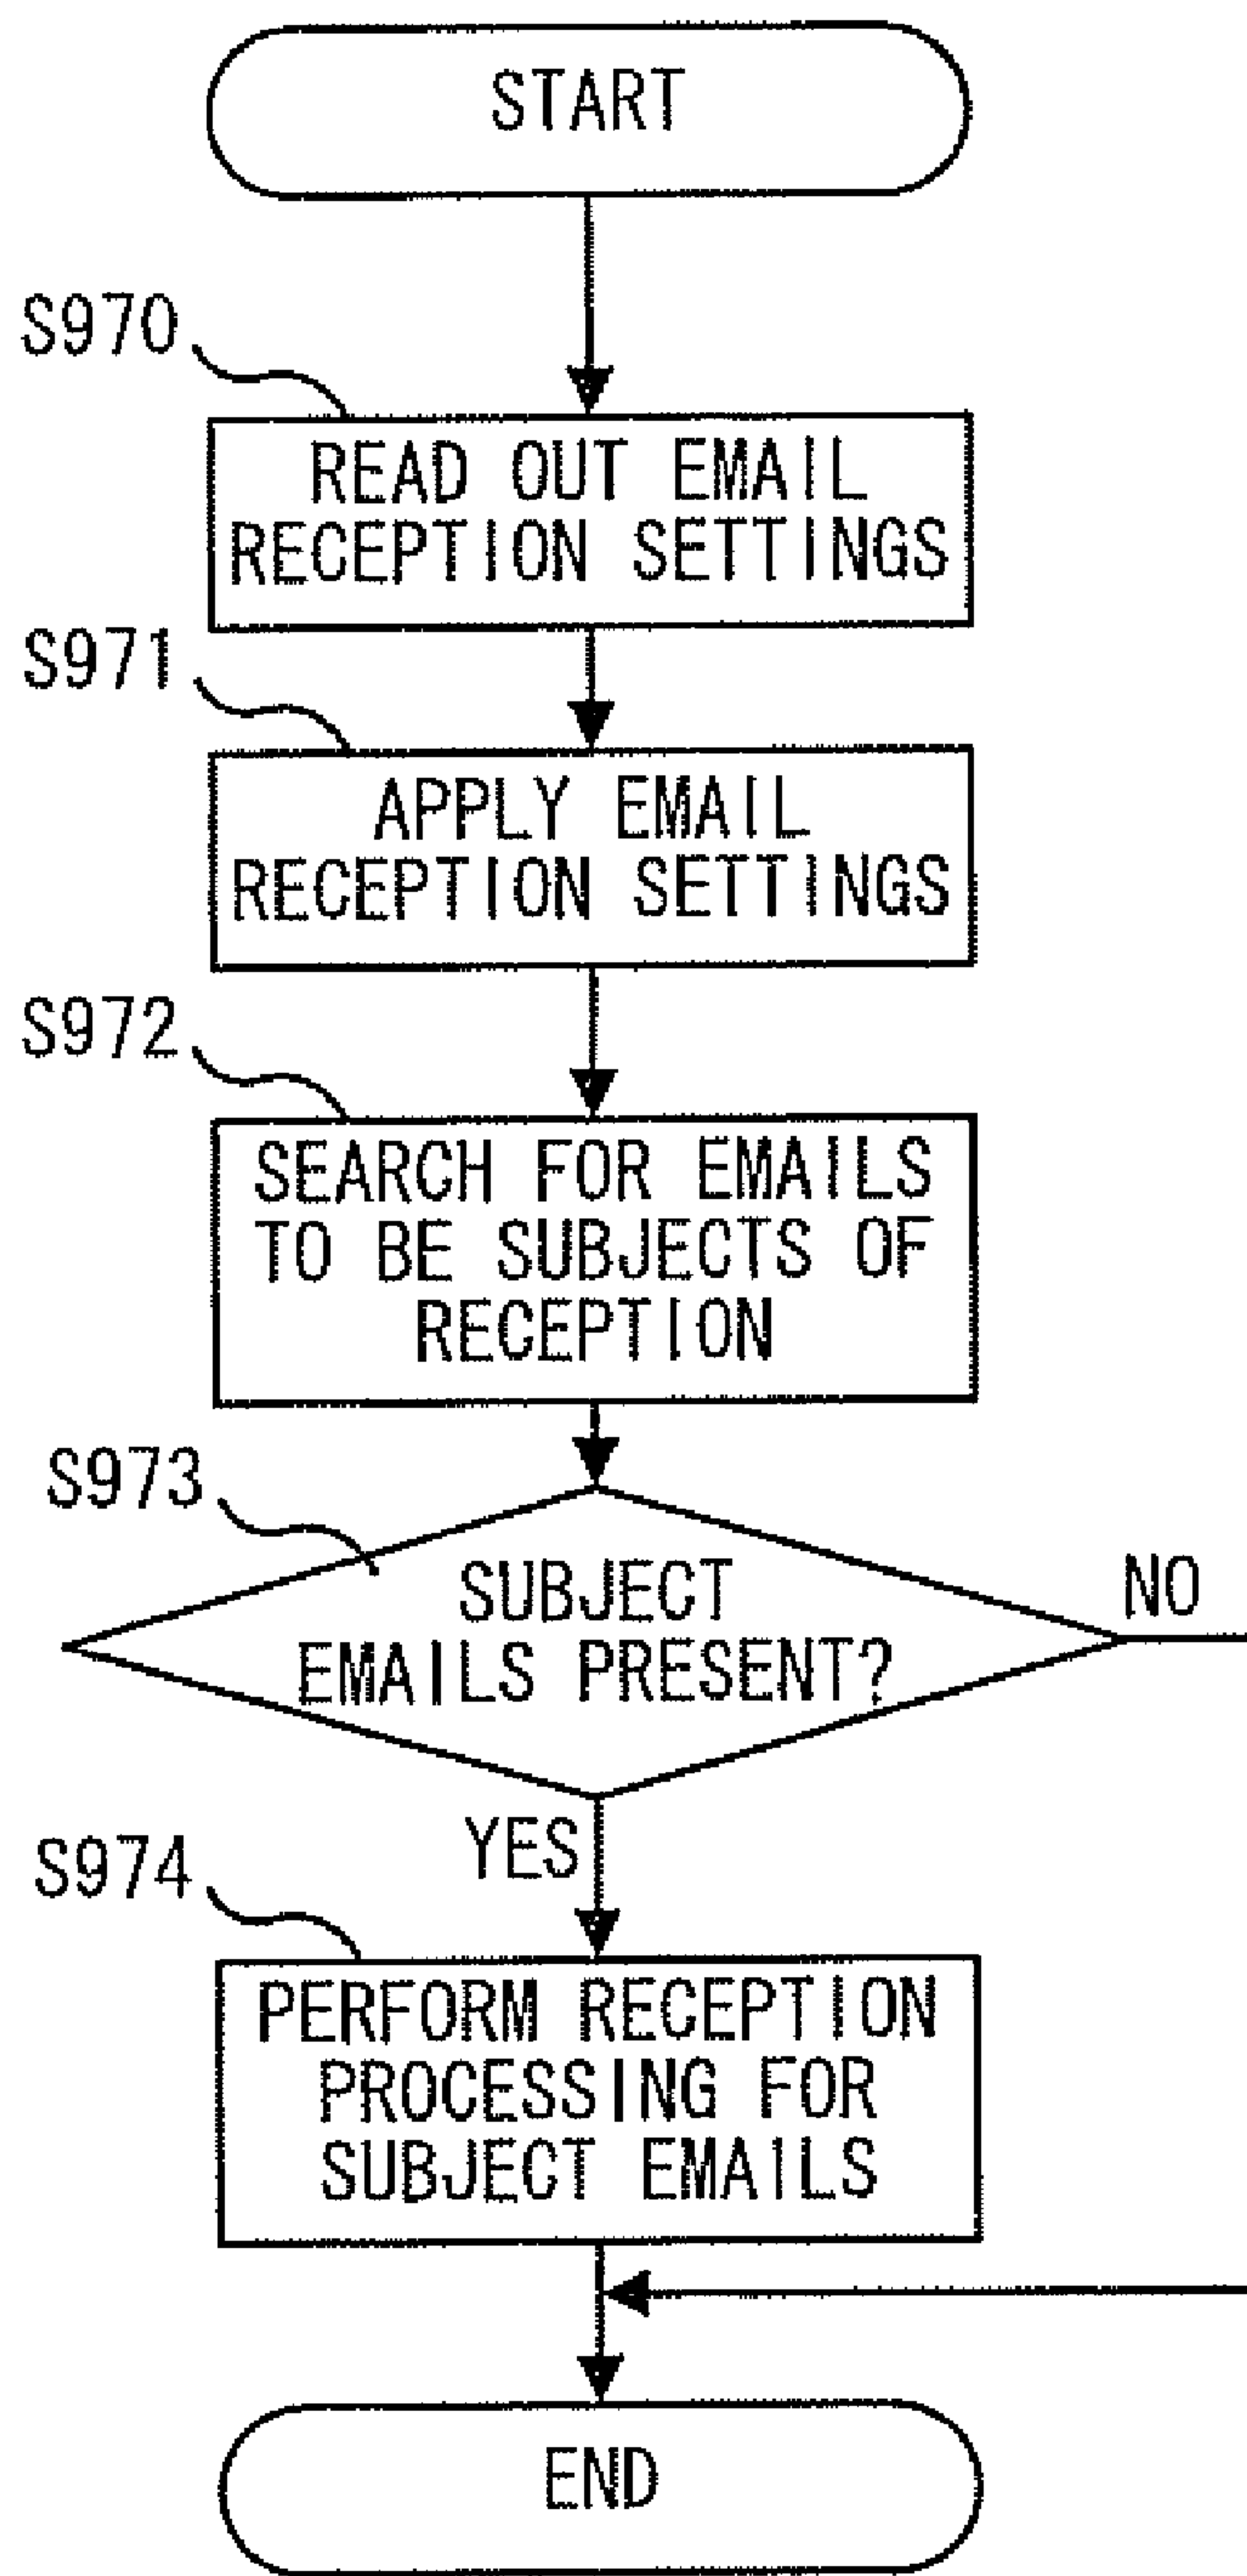 START
S970
READ OUT EMAIL
RECEPTION SETTINGS
S971
APPLY EMAIL
RECEPTION SETTINGS
S972
SEARCH FOR EMAILS
TO BE SUBJECTS OF
RECEPTION
S973
SUBJECT
EMAILS PRESENT?
NO
YES
S974
PERFORM RECEPTION
PROCESSING FOR
SUBJECT EMAILS
END